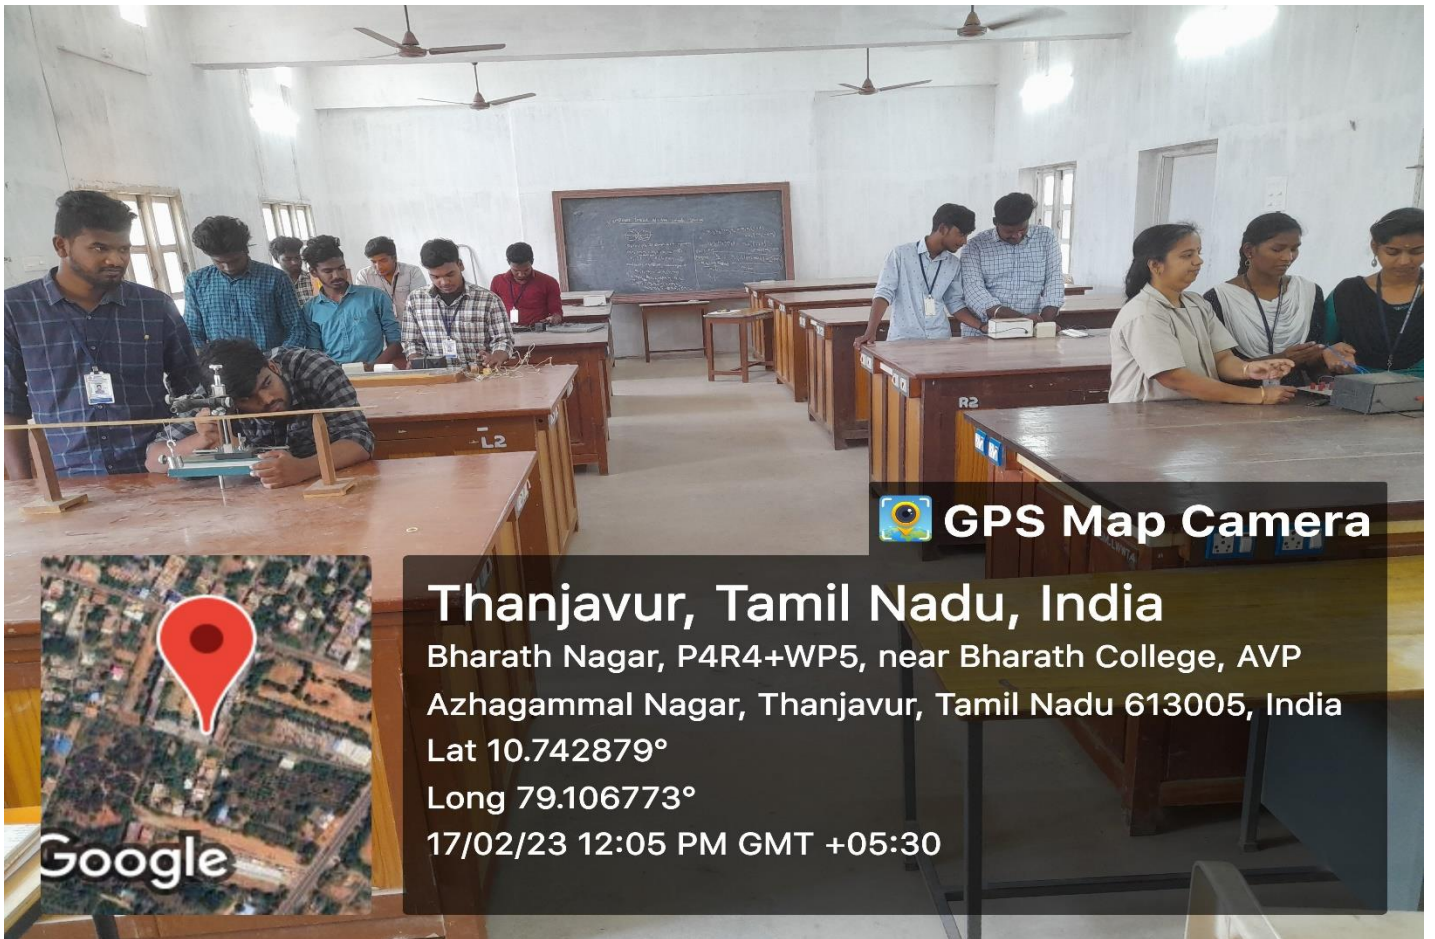 L2
R2
GPS Map Camera
Thanjavur, Tamil Nadu, India
Bharath Nagar, P4R4+WP5, near Bharath College, AVP
Azhagammal Nagar, Thanjavur, Tamil Nadu 613005, India
Lat 10.742879°
Long 79.106773°
17/02/23 12:05 PM GMT +05:30
Google